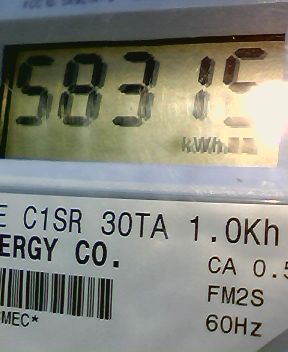 58315
kWh
E C1SR 30TA 1.0Kh
ERGY CO.
CA 0.5
FM2S
MEC*
60Hz